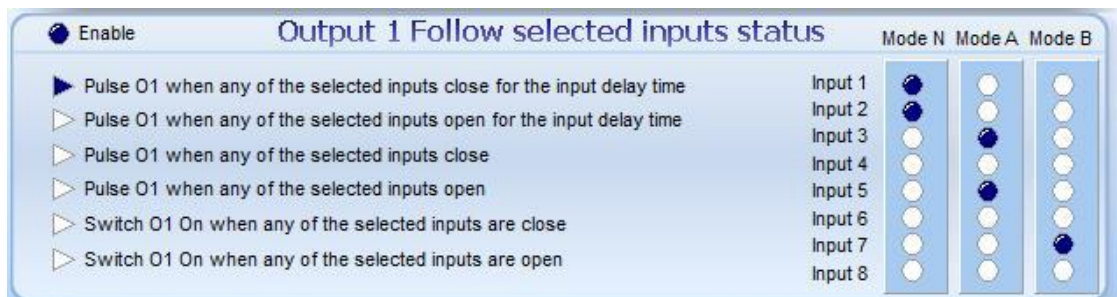 Enable
Output 1 Follow selected inputs status
Mode N Mode A Mode B
Pulse O1 when any of the selected inputs close for the input delay time
Pulse O1 when any of the selected inputs open for the input delay time
Pulse O1 when any of the selected inputs close
Pulse O1 when any of the selected inputs open
Switch O1 On when any of the selected inputs are close
Switch O1 On when any of the selected inputs are open
Input 1
Input 2
Input 3
Input 4
Input 5
Input 6
Input 7
Input 8